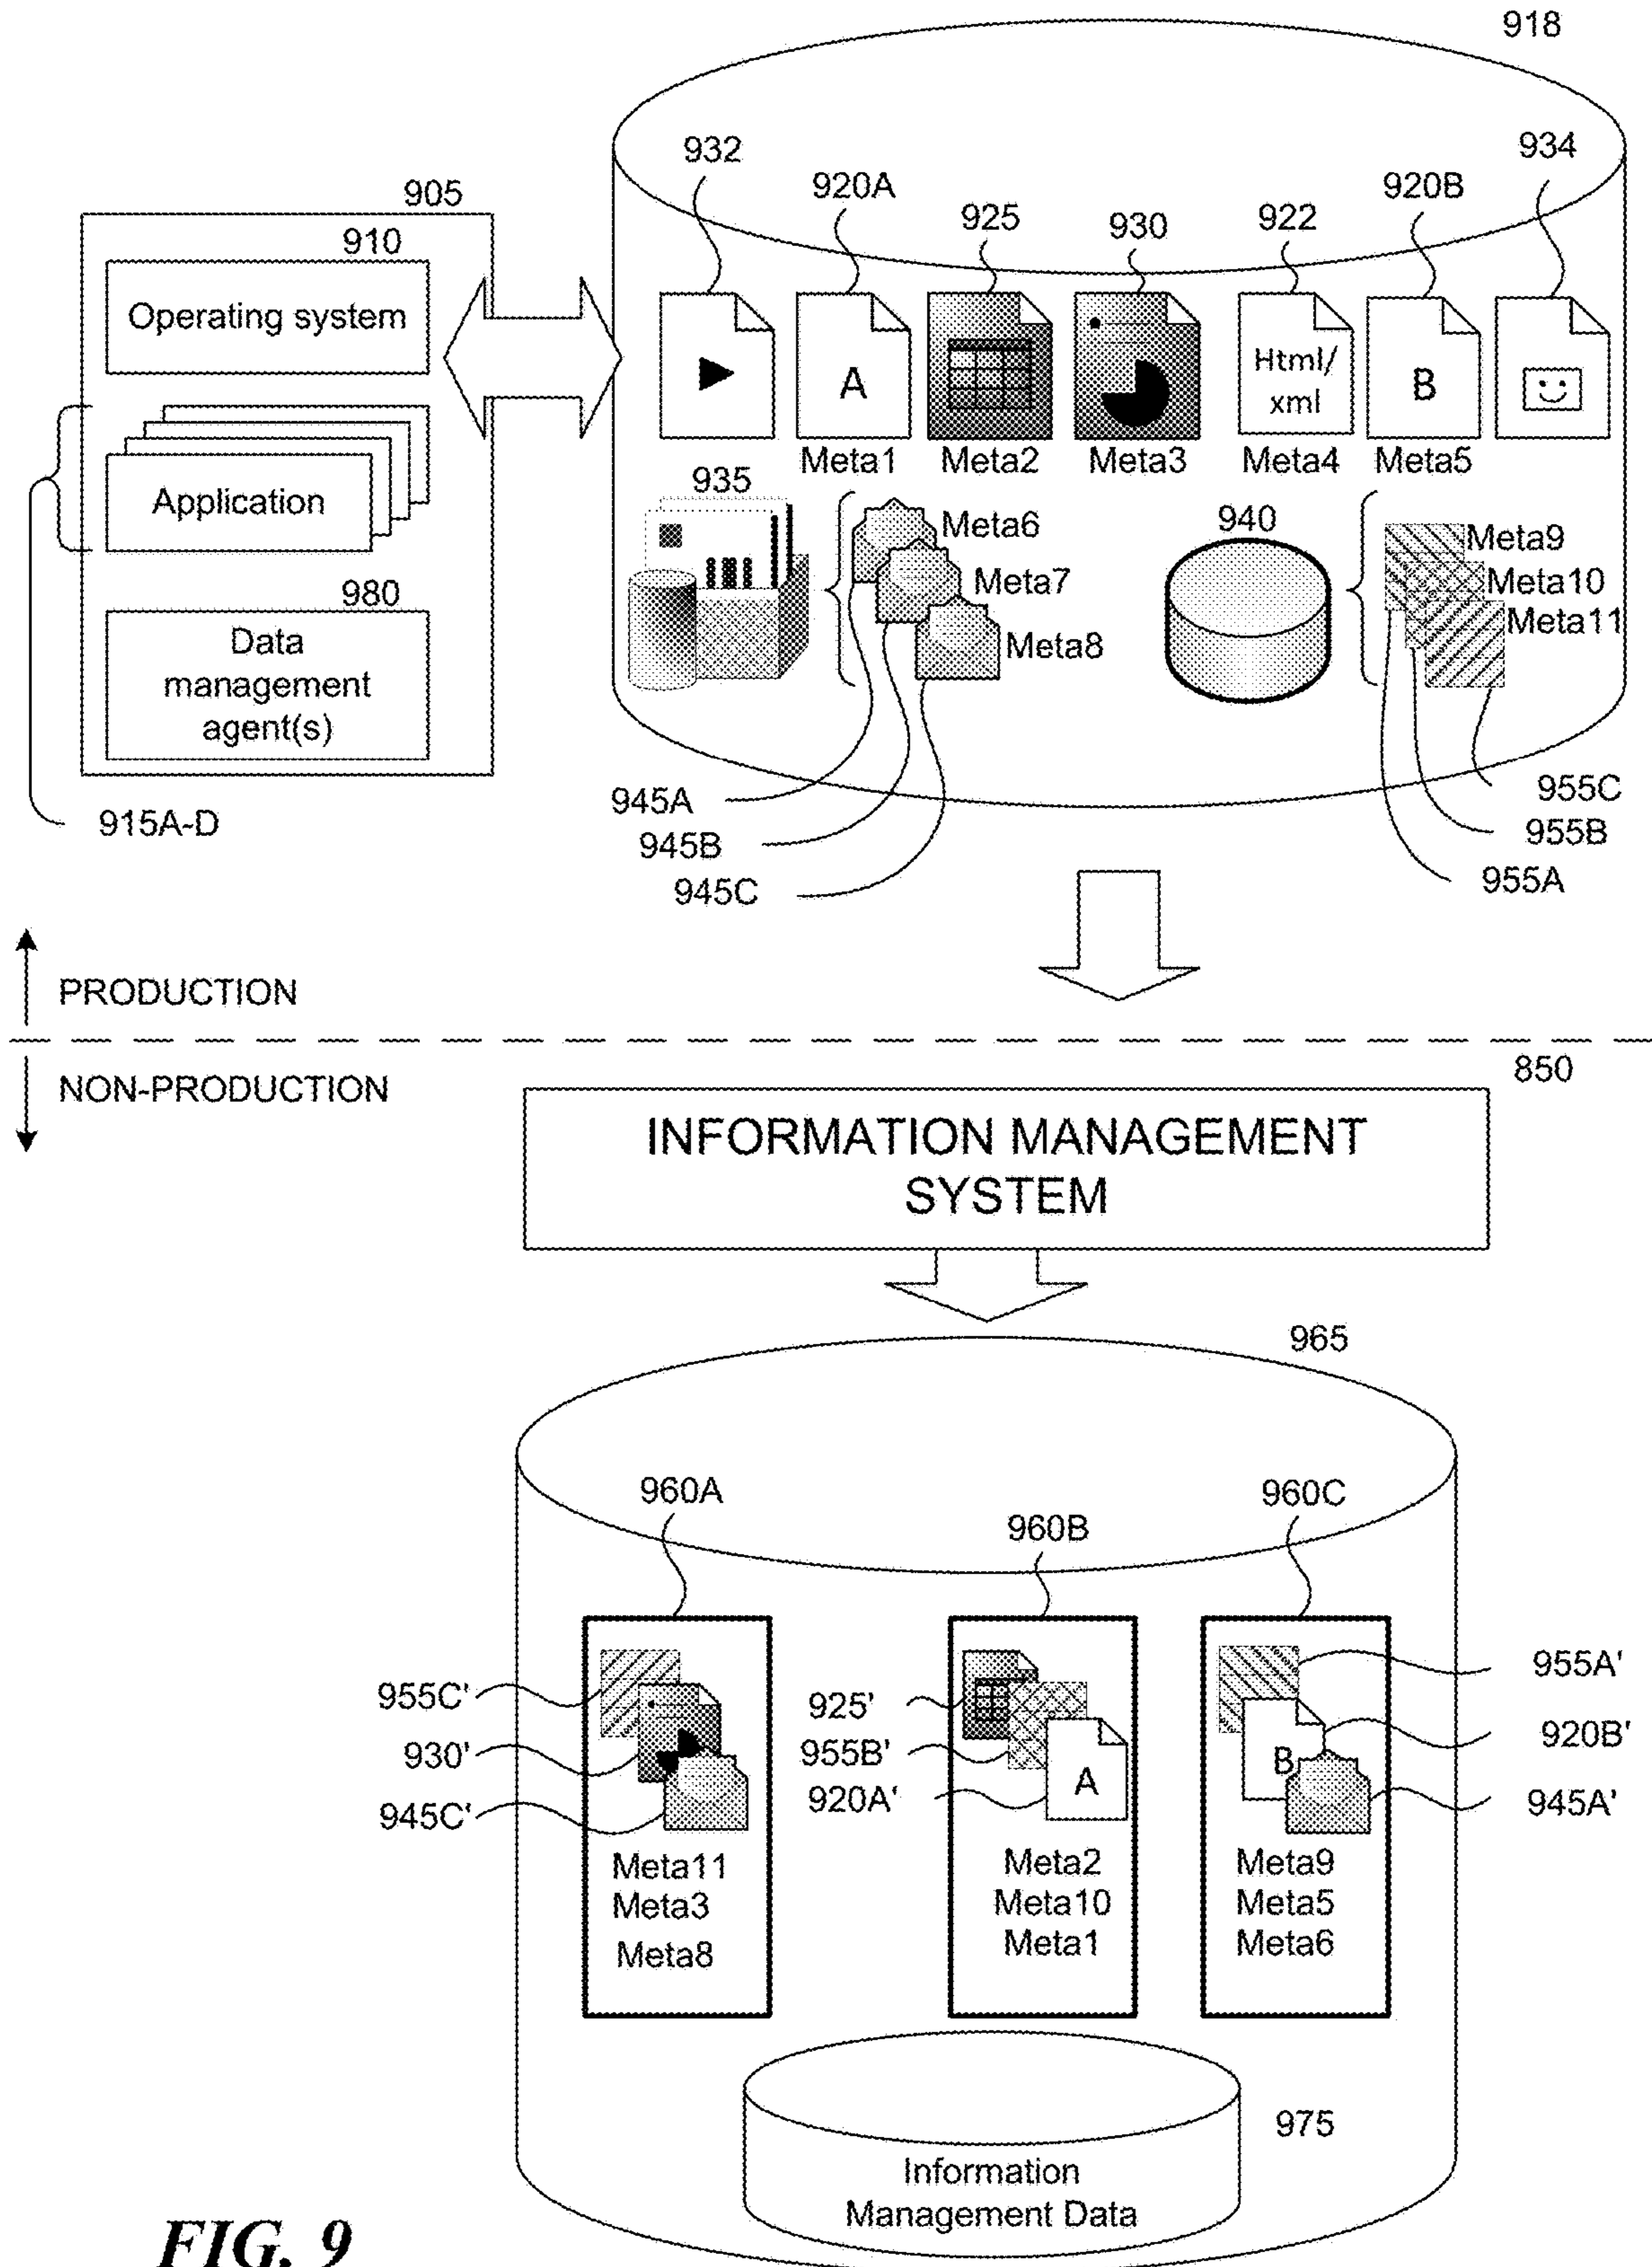 918
932
934
920A
920B
905
925
930
922
910
Operating system
A
Html/
xml
B
Meta1
Meta2
Meta3
Meta4
Meta5
935
Application
940
Meta6
Meta9
Meta7
Meta10
980
Meta11
Data
management
agent(s)
Meta8
945A
955C
915A-D
955B
945B
955A
945C
PRODUCTION
850
NON-PRODUCTION
INFORMATION MANAGEMENT
SYSTEM
965
960A
960C
960B
955C'
925'
955A'
930'
955B'
920B'
B
945C'
920A'
A
945A'
Meta11
Meta3
Meta8
Meta2
Meta10
Meta1
Meta9
Meta5
Meta6
975
Information
Management Data
FIG. 9